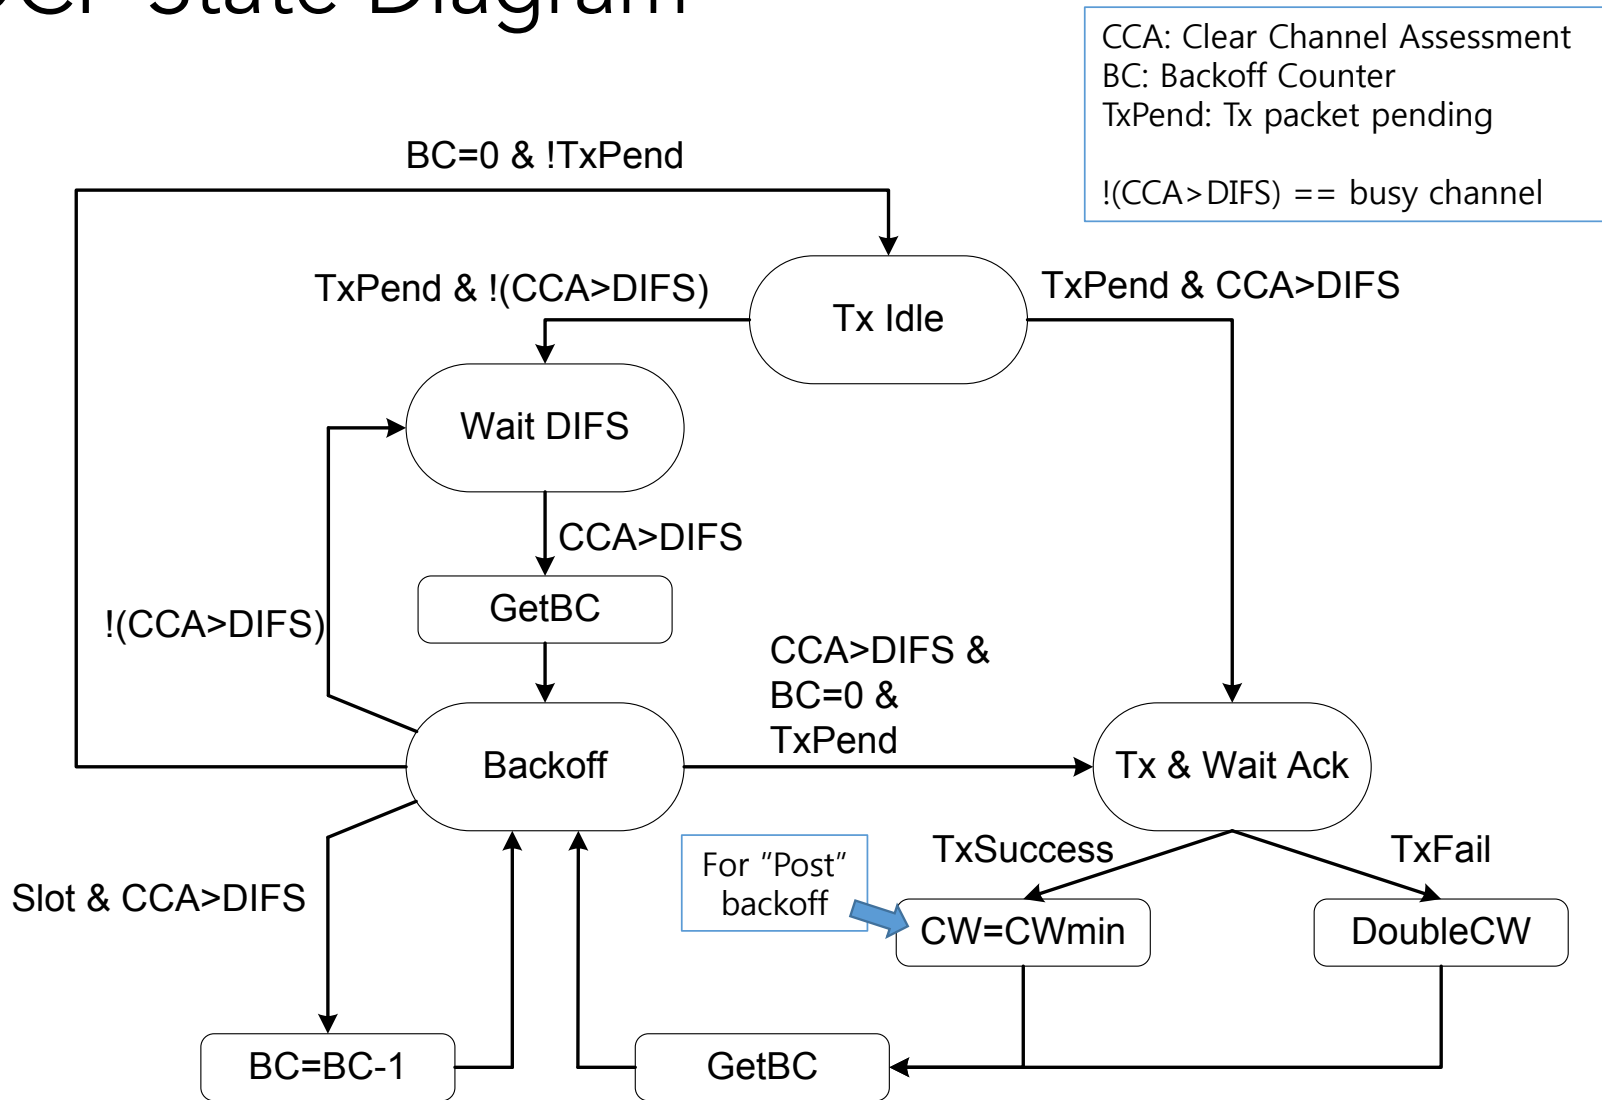 State Diagram
CCA: Clear Channel Assessment
BC: Backoff Counter
TxPend: Tx packet pending
!(CCA>DIFS) == busy channel
BC=0 & !TxPend
TxPend & !(CCA>DIFS)
Tx Idle
TxPend & CCA>DIFS
Wait DIFS
CCA>DIFS
GetBC
!(CCA>DIFS)
CCA>DIFS &
BC=0 &
TxPend
Backoff
Tx & Wait Ack
Slot & CCA>DIFS
For “Post”
backoff
TxSuccess
TxFail
CW=CWmin
DoubleCW
BC=BC-1
GetBC